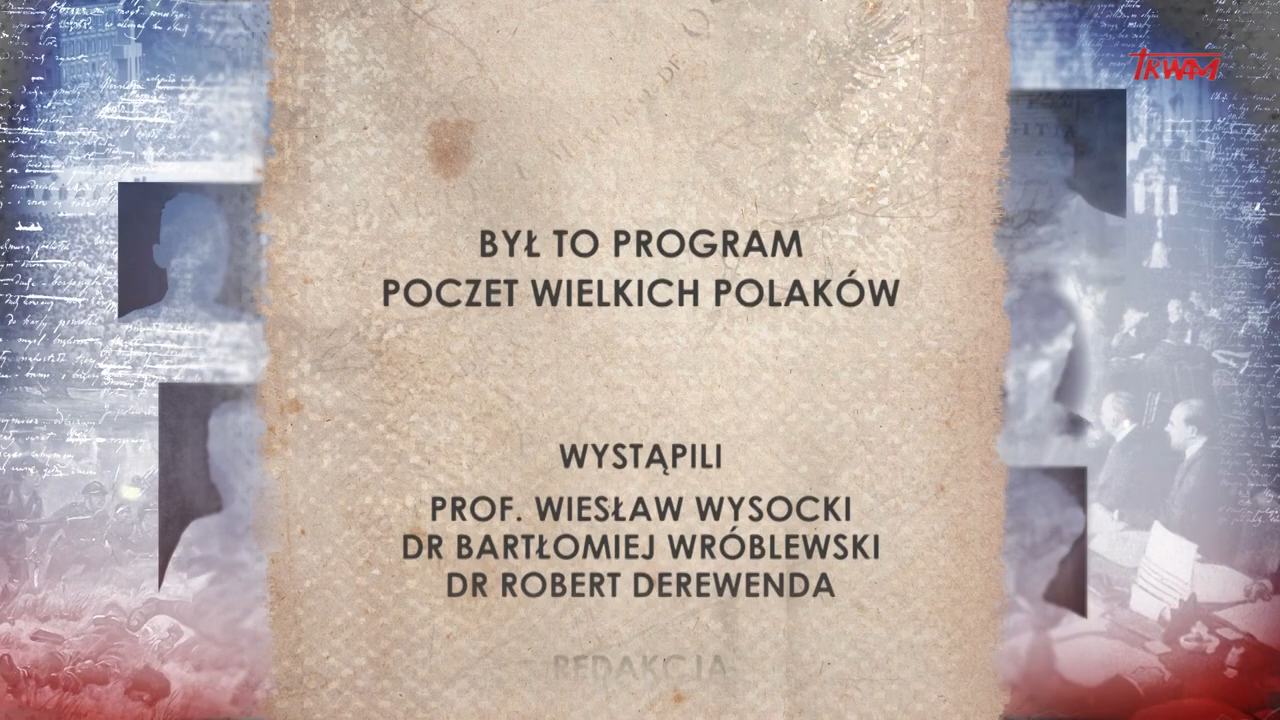 TRWAM
BYŁ TO PROGRAM
POCZET WIELKICH POLAKÓW
WYSTĄPILI
PROF. WIESŁAW WYSOCKI
DR BARTŁOMIEJ WRÓBLEWSKI
DR ROBERT DEREWENDA
REDAKCJA